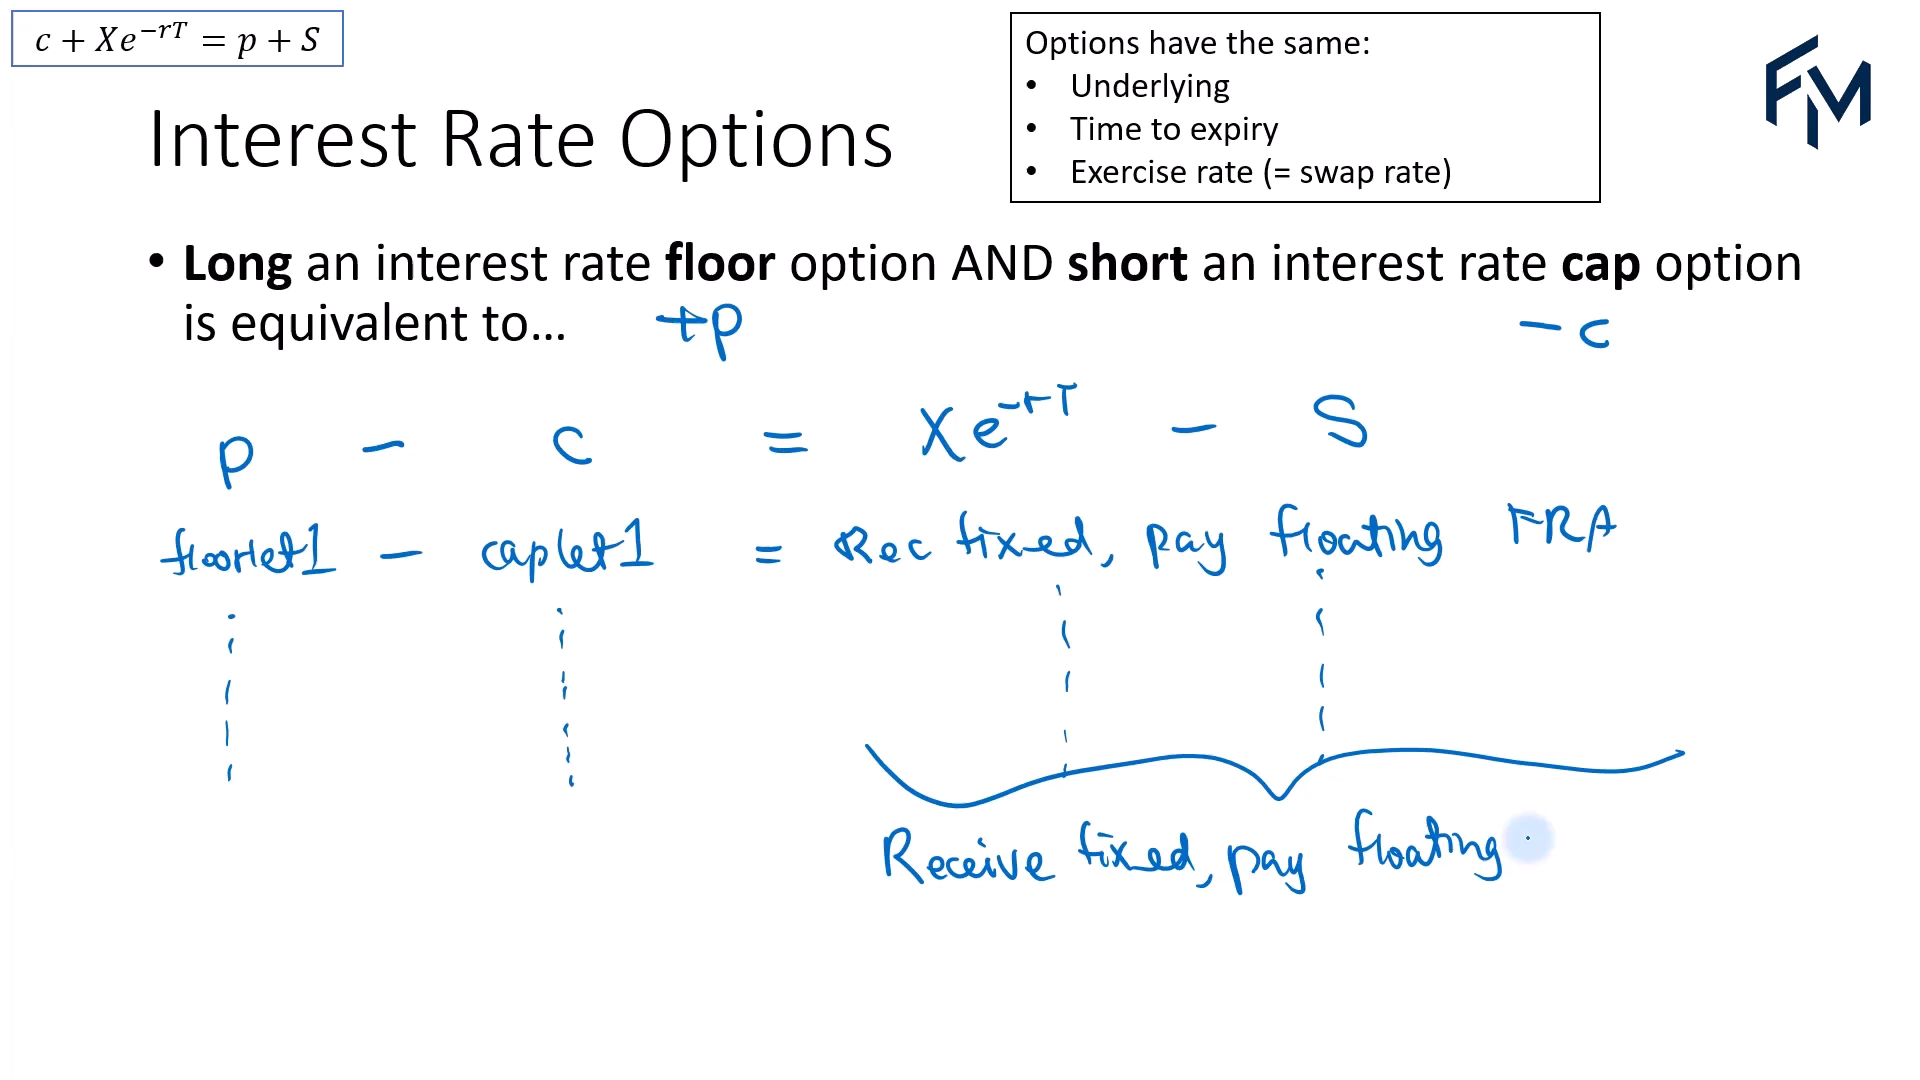 c + Xe^{-rT} = p + S
Options have the same:
• Underlying
• Time to expiry
• Exercise rate (= swap rate)
FM
Interest Rate Options
• Long an interest rate floor option AND short an interest rate cap option
is equivalent to...
+p - c
p - c = Xe^{-rT} - S
floorlet1 - caplet1 = Rec fixed, pay floating FRA
Receive fixed, pay floating